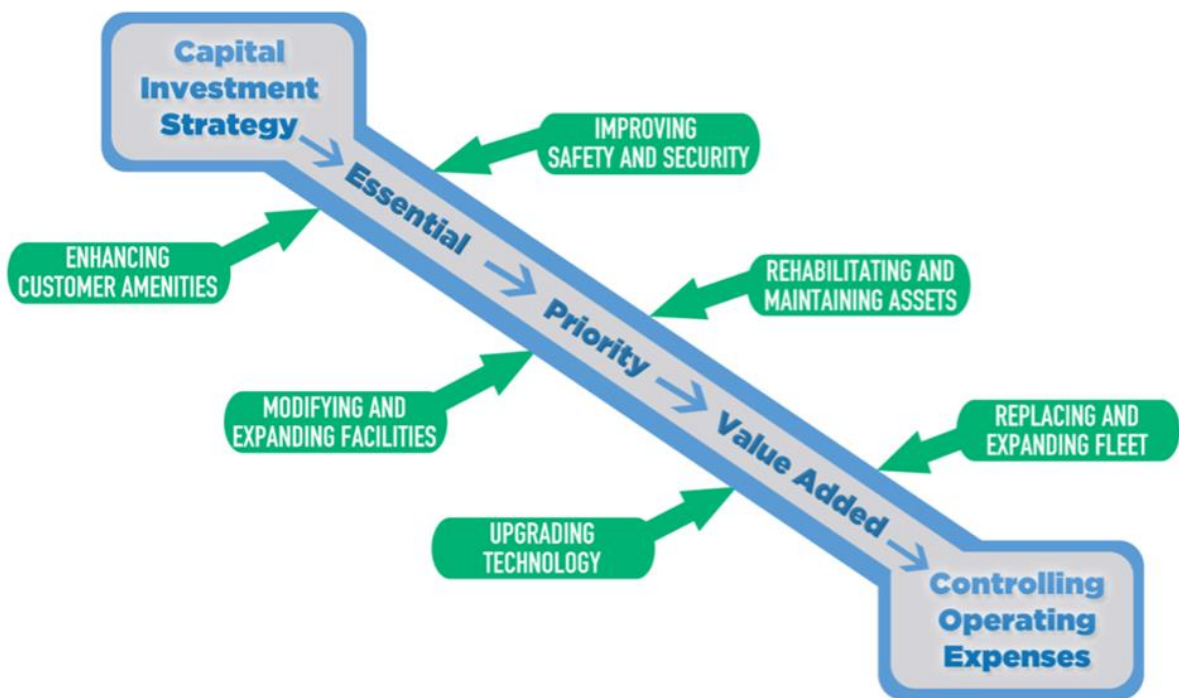 Capital
Investment
Strategy
IMPROVING
SAFETY AND SECURITY
Essential
ENHANCING
CUSTOMER AMENITIES
REHABILITATING AND
MAINTAINING ASSETS
Priority
MODIFYING AND
EXPANDING FACILITIES
REPLACING AND
EXPANDING FLEET
Value Added
UPGRADING
TECHNOLOGY
Controlling
Operating
Expenses